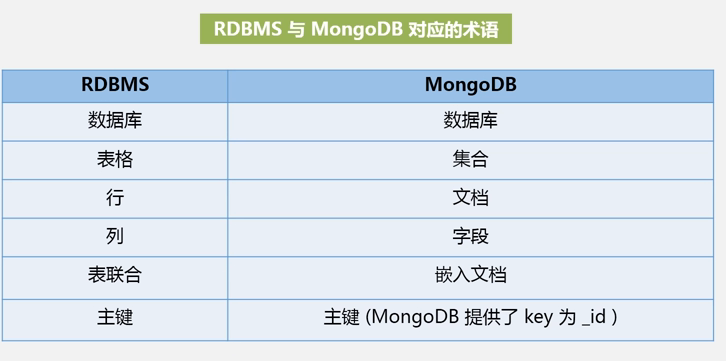 RDBMS 与 MongoDB 对应的术语
RDBMS MongoDB
数据库 数据库
表格 集合
行 文档
列 字段
表联合 嵌入文档
主键 主键 (MongoDB 提供了 key 为 _id )